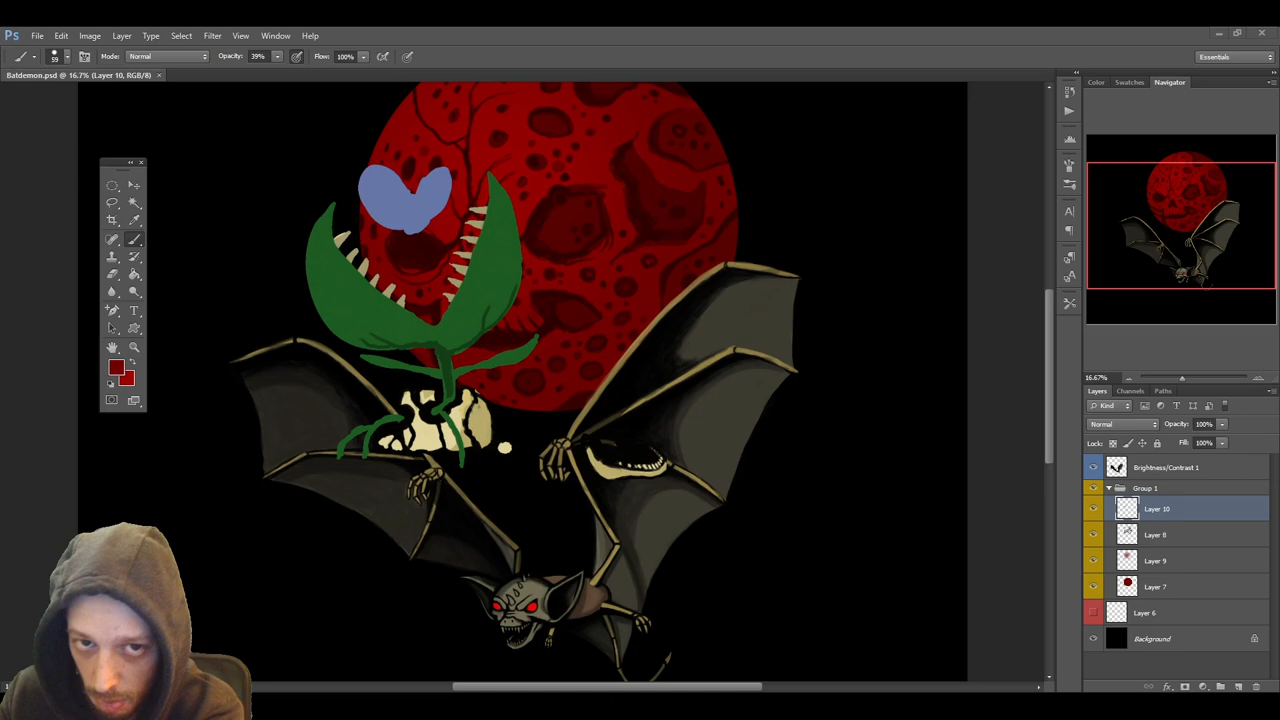 Ps File Edit Image Layer Type Select Filter View Window Help
59 Mode: Normal Opacity: 39% Flow: 100% Essentials
Batdemon.psd @ 16.7% (Layer 10, RGB/8) ×
Color Swatches Navigator
16.67%
Layers Channels Paths
Kind
Normal Opacity: 100%
Lock: Fill: 100%
Brightness/Contrast 1
Group 1
Layer 10
Layer 8
Layer 9
Layer 7
Layer 6
Background